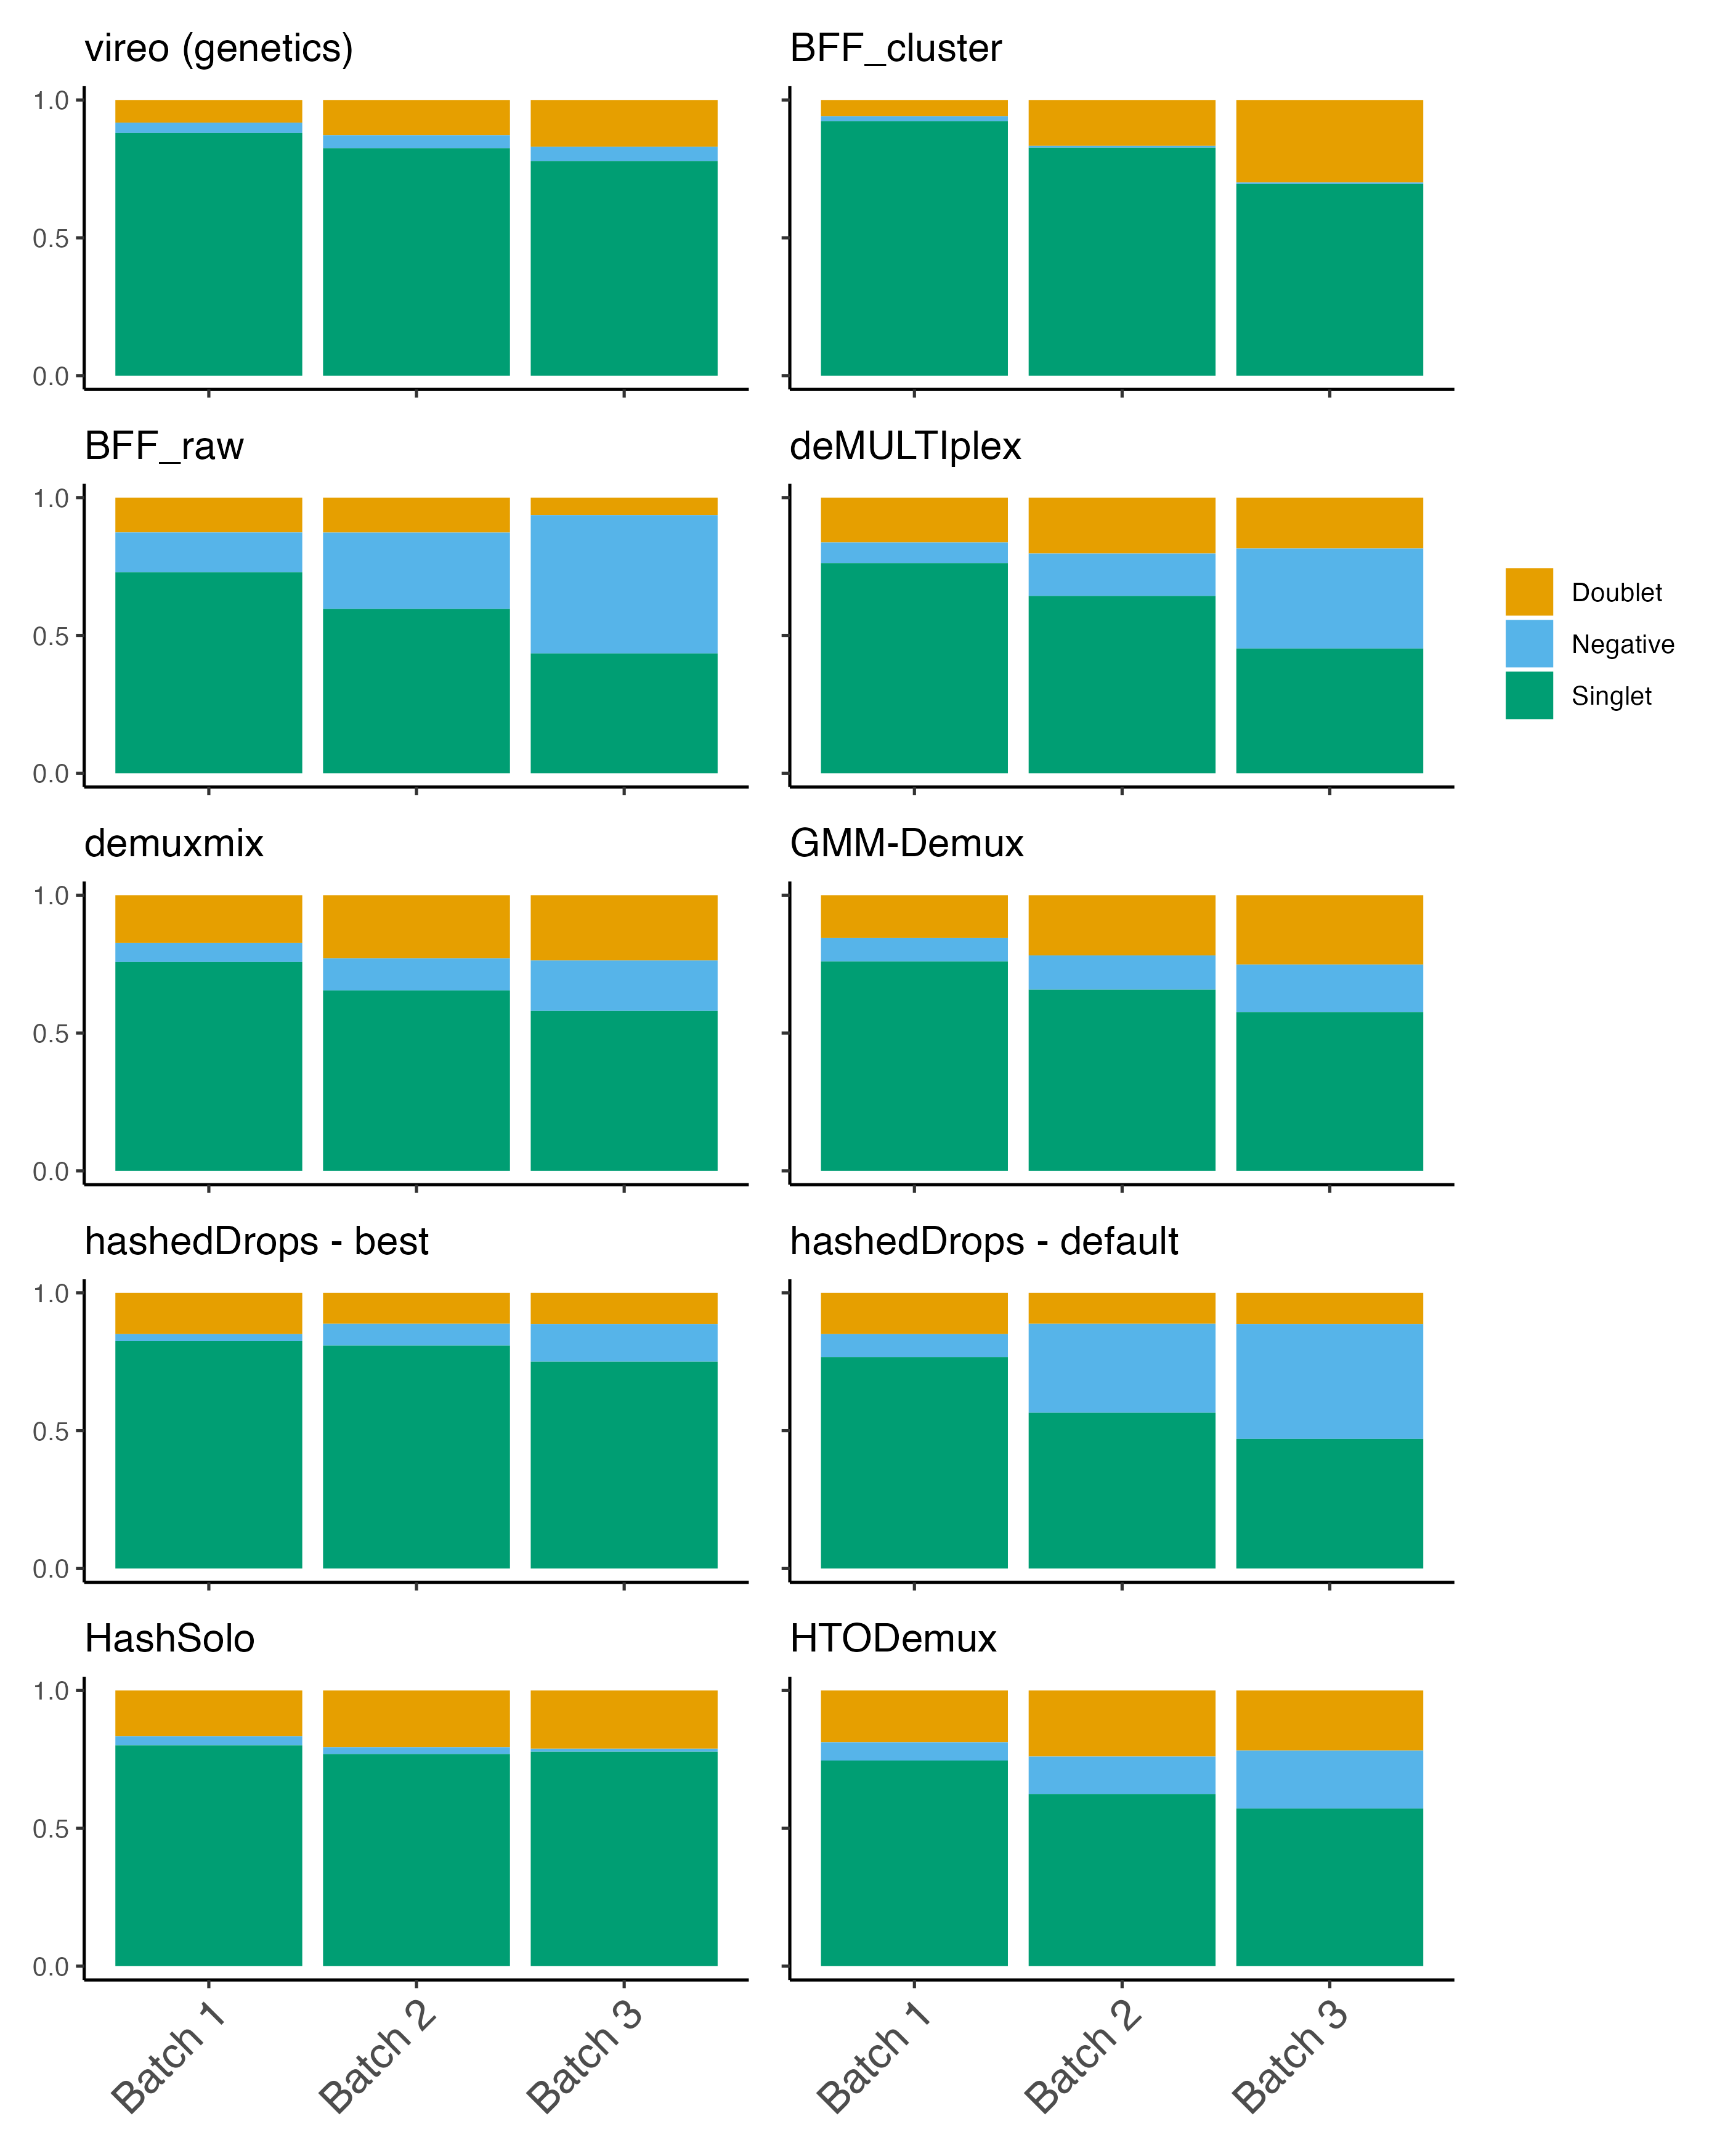 vireo (genetics)
BFF_cluster
1.0
0.5
0.0
BFF_raw
deMULTIplex
1.0
0.5
0.0
Doublet
Negative
Singlet
demuxmix
GMM-Demux
1.0
0.5
0.0
hashedDrops - best
hashedDrops - default
1.0
0.5
0.0
HashSolo
HTODemux
1.0
0.5
0.0
Batch 1
Batch 2
Batch 3
Batch 1
Batch 2
Batch 3